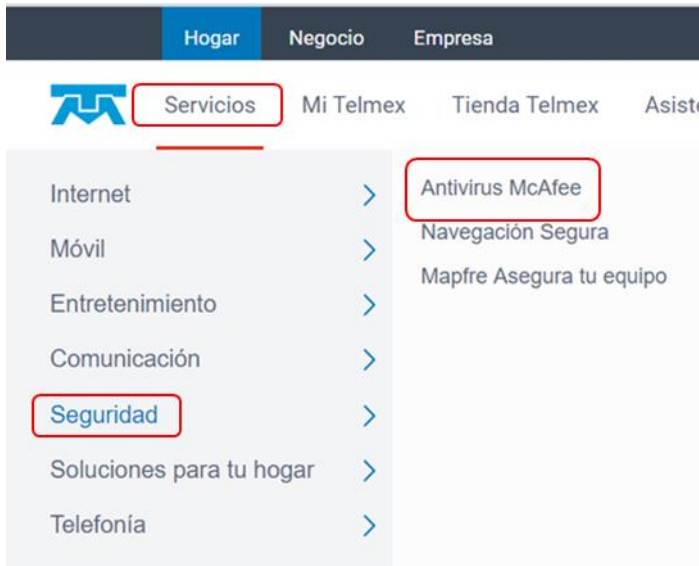 Hogar Negocio Empresa
Servicios Mi Telmex Tienda Telmex Asiste
Internet
Móvil
Entretenimiento
Comunicación
Seguridad
Soluciones para tu hogar
Telefonía
Antivirus McAfee
Navegación Segura
Mapfre Asegura tu equipo